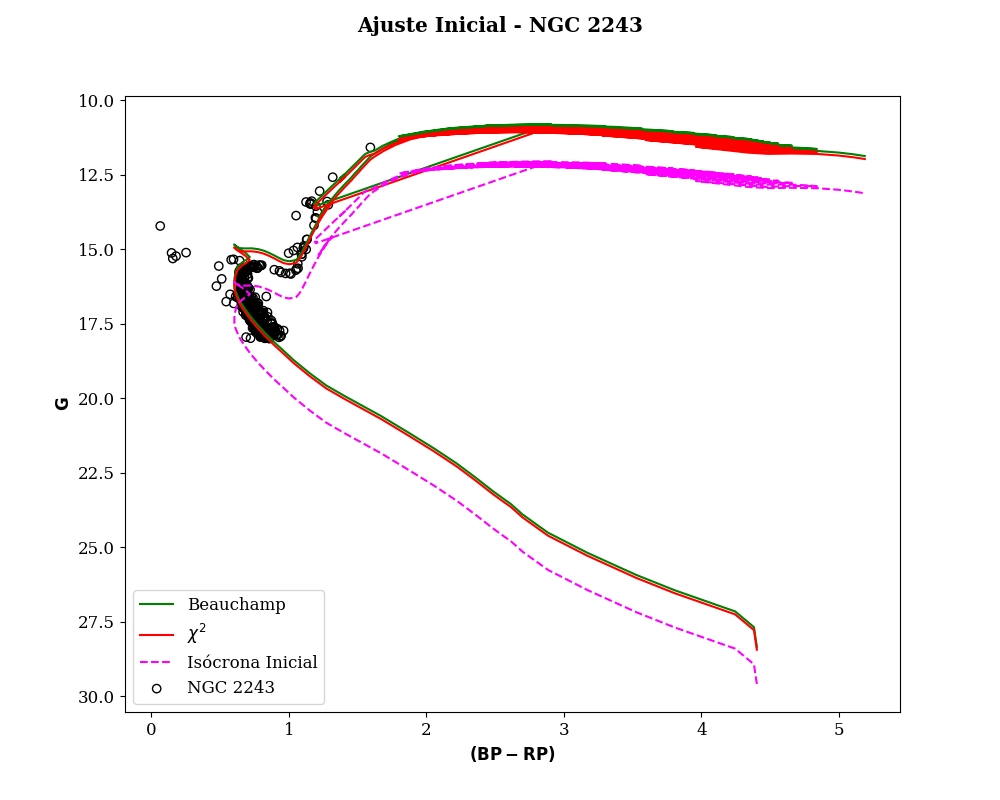 Ajuste Inicial - NGC 2243
10.0
12.5
15.0
17.5
20.0
22.5
25.0
27.5
30.0
G
Beauchamp
χ²
Isócrona Inicial
NGC 2243
0 1 2 3 4 5
(BP − RP)